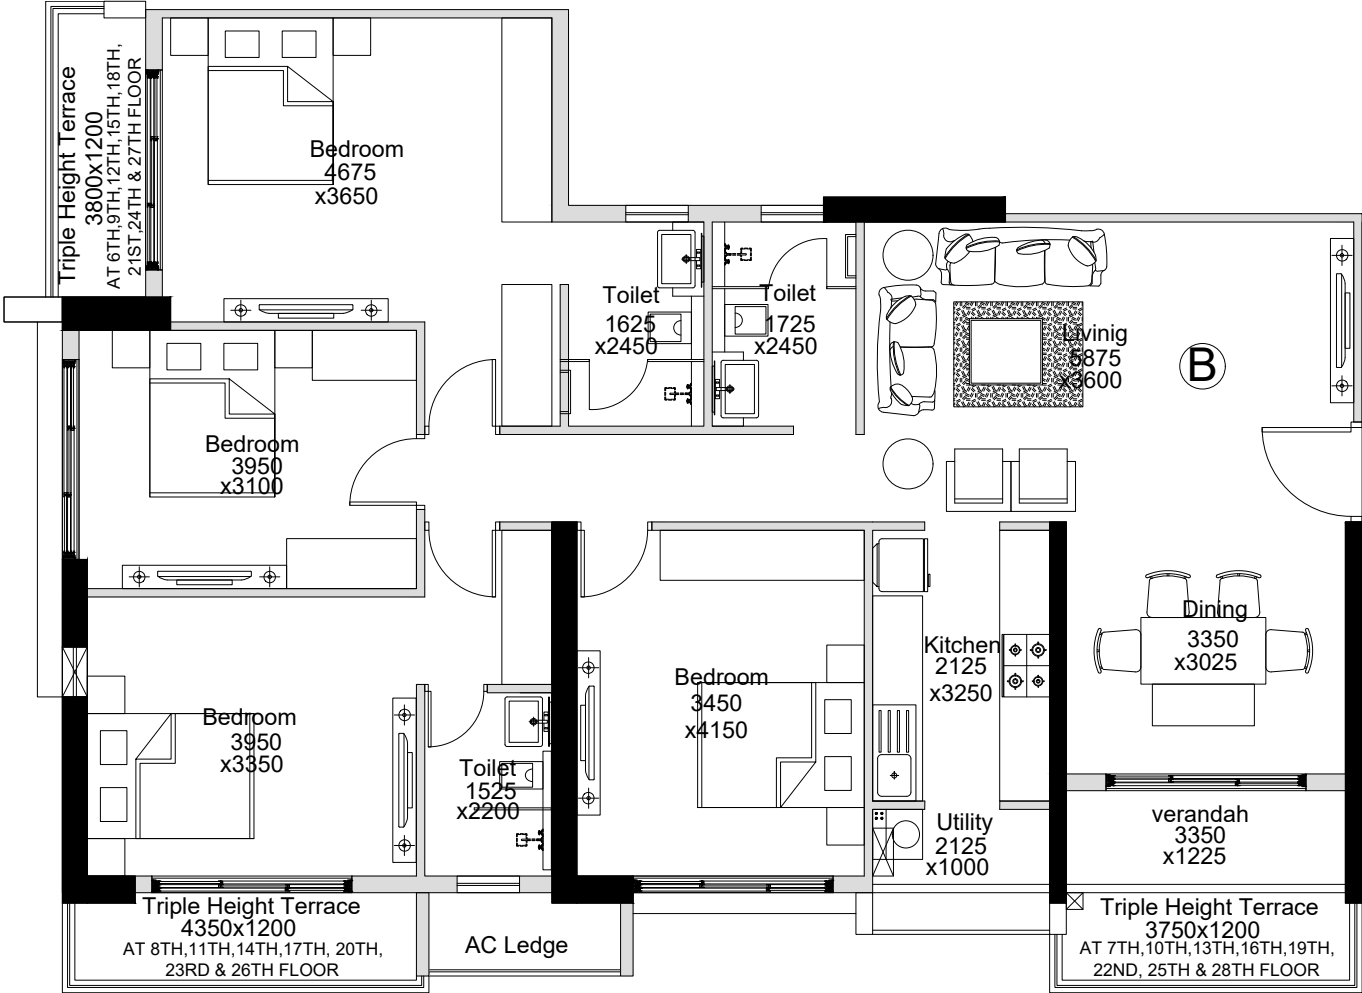 Triple Height Terrace
3800x1200
AT 6TH,9TH,12TH,15TH,18TH,
21ST,24TH & 27TH FLOOR
Bedroom
4675
x3650
Toilet
1625
x2450
Toilet
1725
x2450
Livinig
5875
x3600
B
Bedroom
3950
x3100
Bedroom
3950
x3350
Toilet
1525
x2200
Bedroom
3450
x4150
Kitchen
2125
x3250
Dining
3350
x3025
Utility
2125
x1000
verandah
3350
x1225
Triple Height Terrace
4350x1200
AT 8TH,11TH,14TH,17TH, 20TH,
23RD & 26TH FLOOR
AC Ledge
Triple Height Terrace
3750x1200
AT 7TH,10TH,13TH,16TH,19TH,
22ND, 25TH & 28TH FLOOR